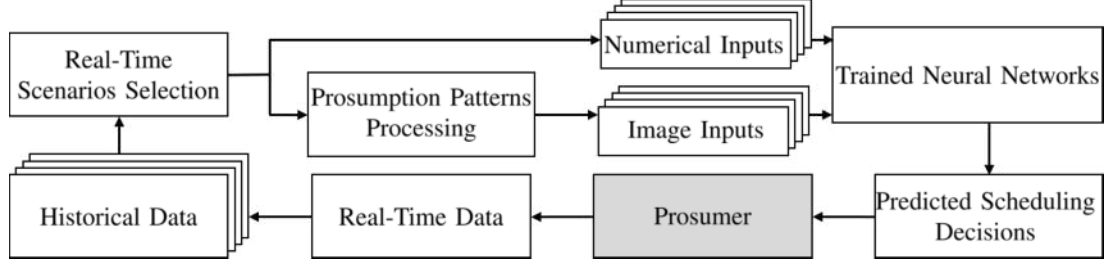 Real-Time
Scenarios Selection
Numerical Inputs
Trained Neural Networks
Prosumption Patterns
Processing
Image Inputs
Historical Data
Real-Time Data
Prosumer
Predicted Scheduling
Decisions